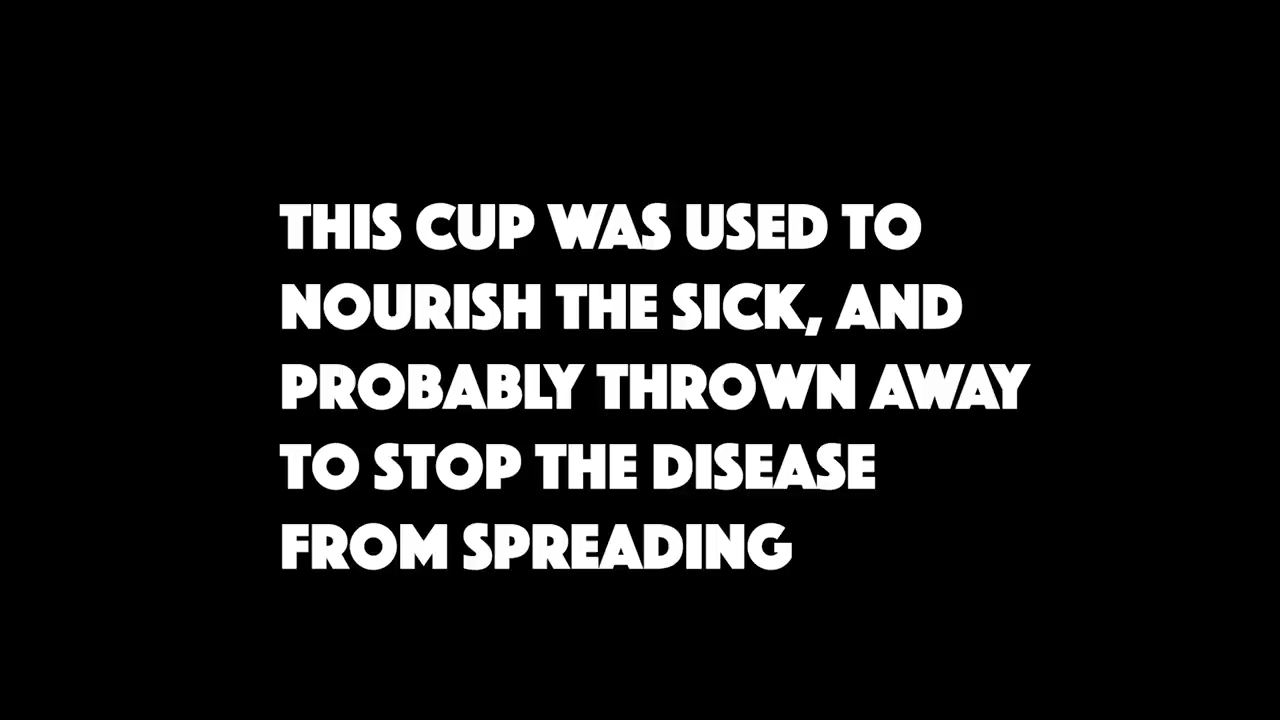 THIS CUP WAS USED TO
NOURISH THE SICK, AND
PROBABLY THROWN AWAY
TO STOP THE DISEASE
FROM SPREADING